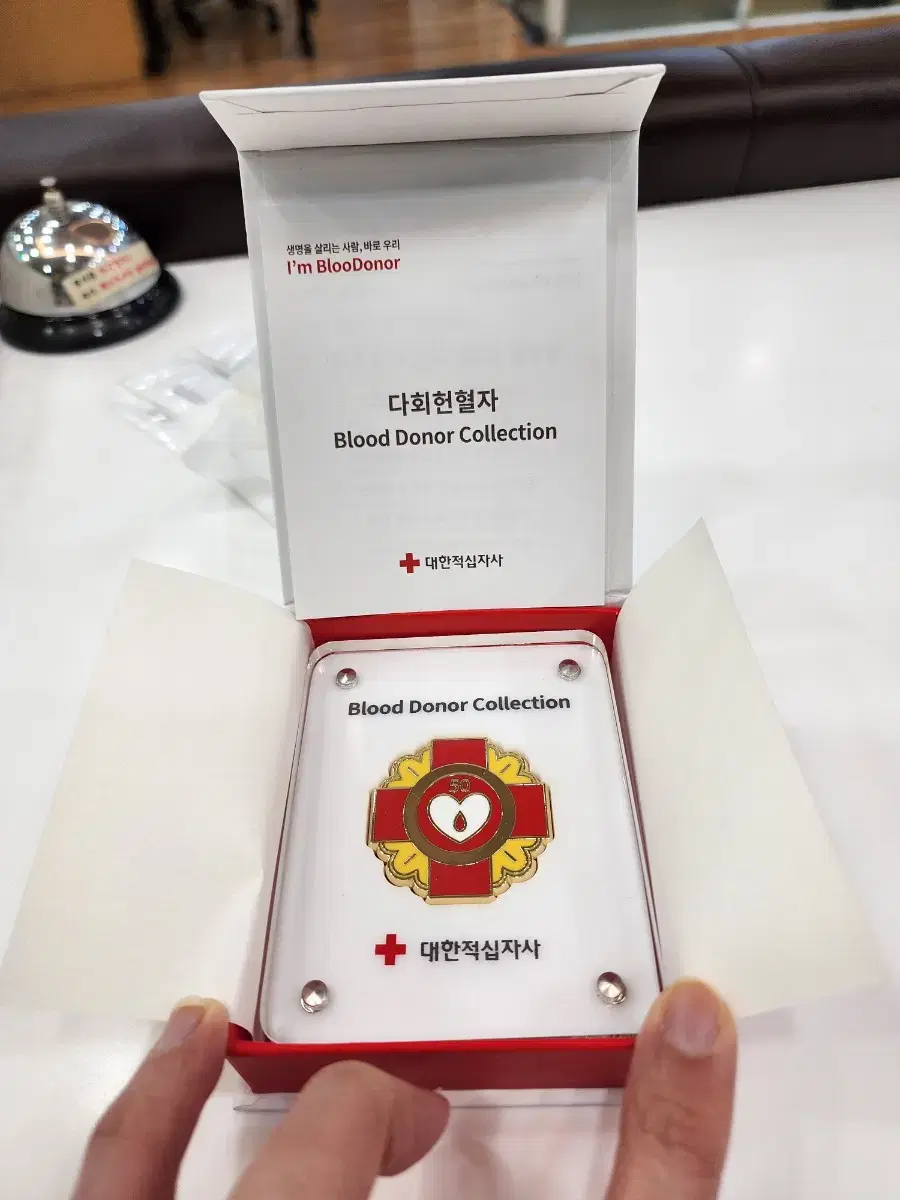 생명을 살리는 사람, 바로 우리
I'm BlooDonor
다회헌혈자
Blood Donor Collection
대한적십자사
Blood Donor Collection
50
대한적십자사